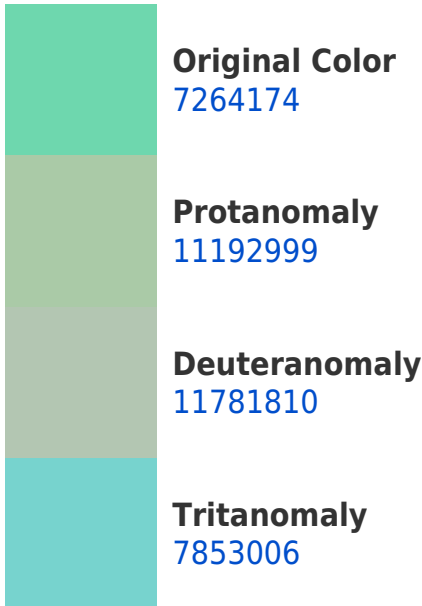 Original Color
7264174
Protanomaly
11192999
Deuteranomaly
11781810
Tritanomaly
7853006